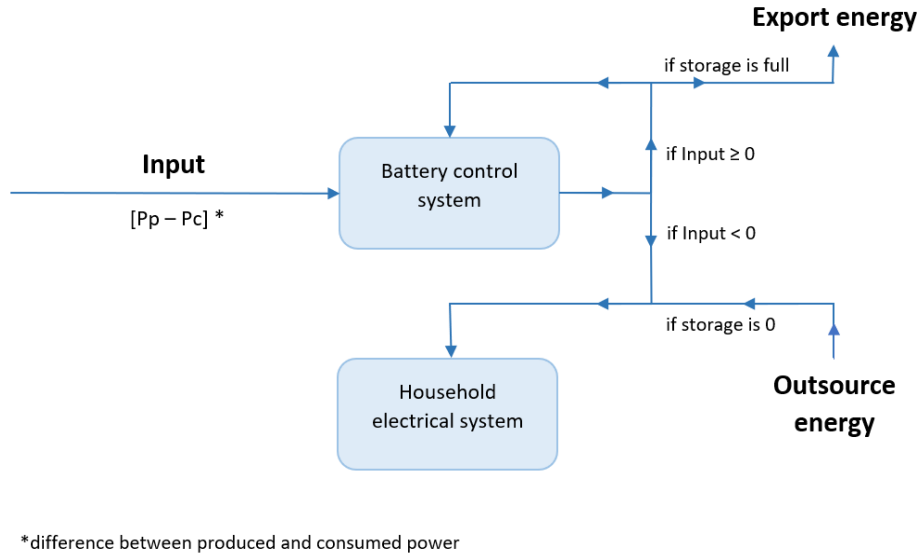 Export energy
if storage is full
Input
Battery control
system
if Input ≥ 0
[Pp – Pc] *
if Input < 0
if storage is 0
Household
electrical system
Outsource
energy
*difference between produced and consumed power